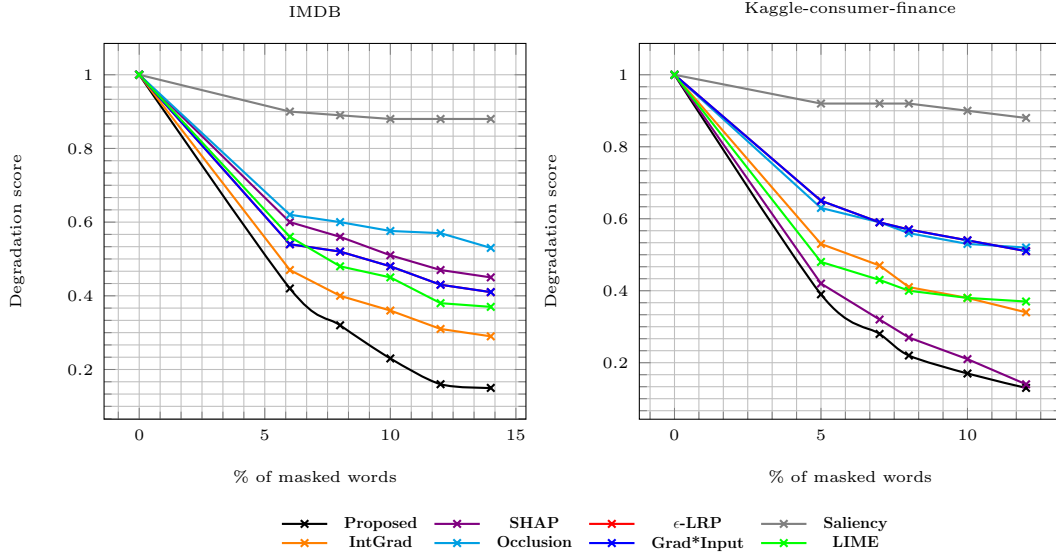 IMDB
Kaggle-consumer-finance
Degradation score
1
0.8
0.6
0.4
0.2
0
5
10
15
% of masked words
Degradation score
1
0.8
0.6
0.4
0.2
0
5
10
% of masked words
Proposed SHAP ϵ-LRP Saliency
IntGrad Occlusion Grad*Input LIME